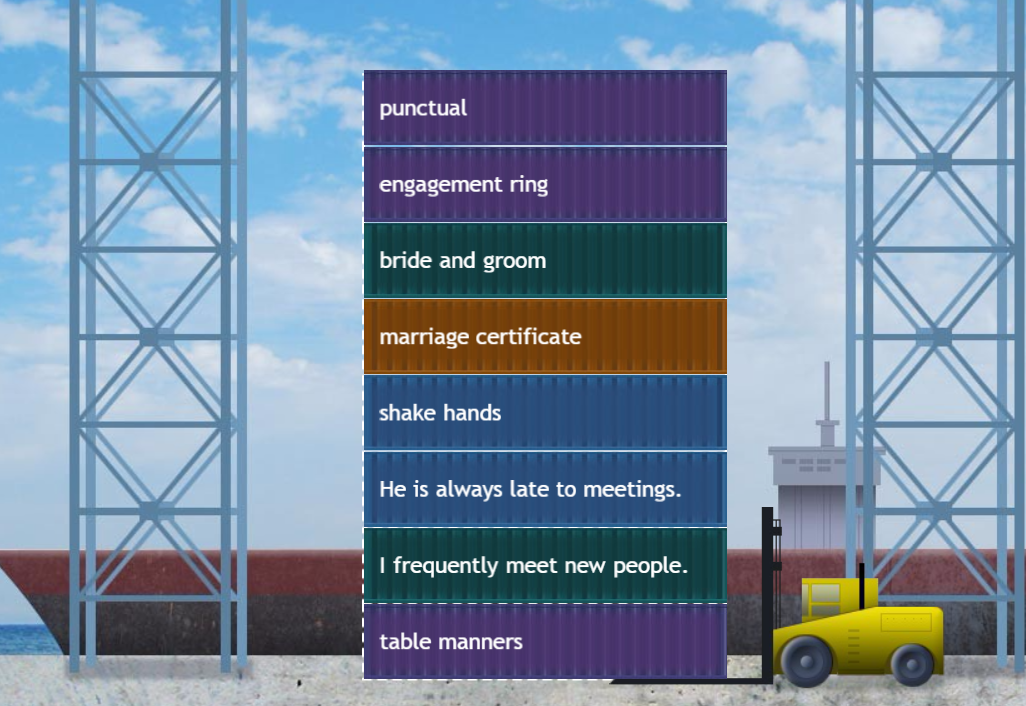 punctual
engagement ring
bride and groom
marriage certificate
shake hands
He is always late to meetings.
I frequently meet new people.
table manners